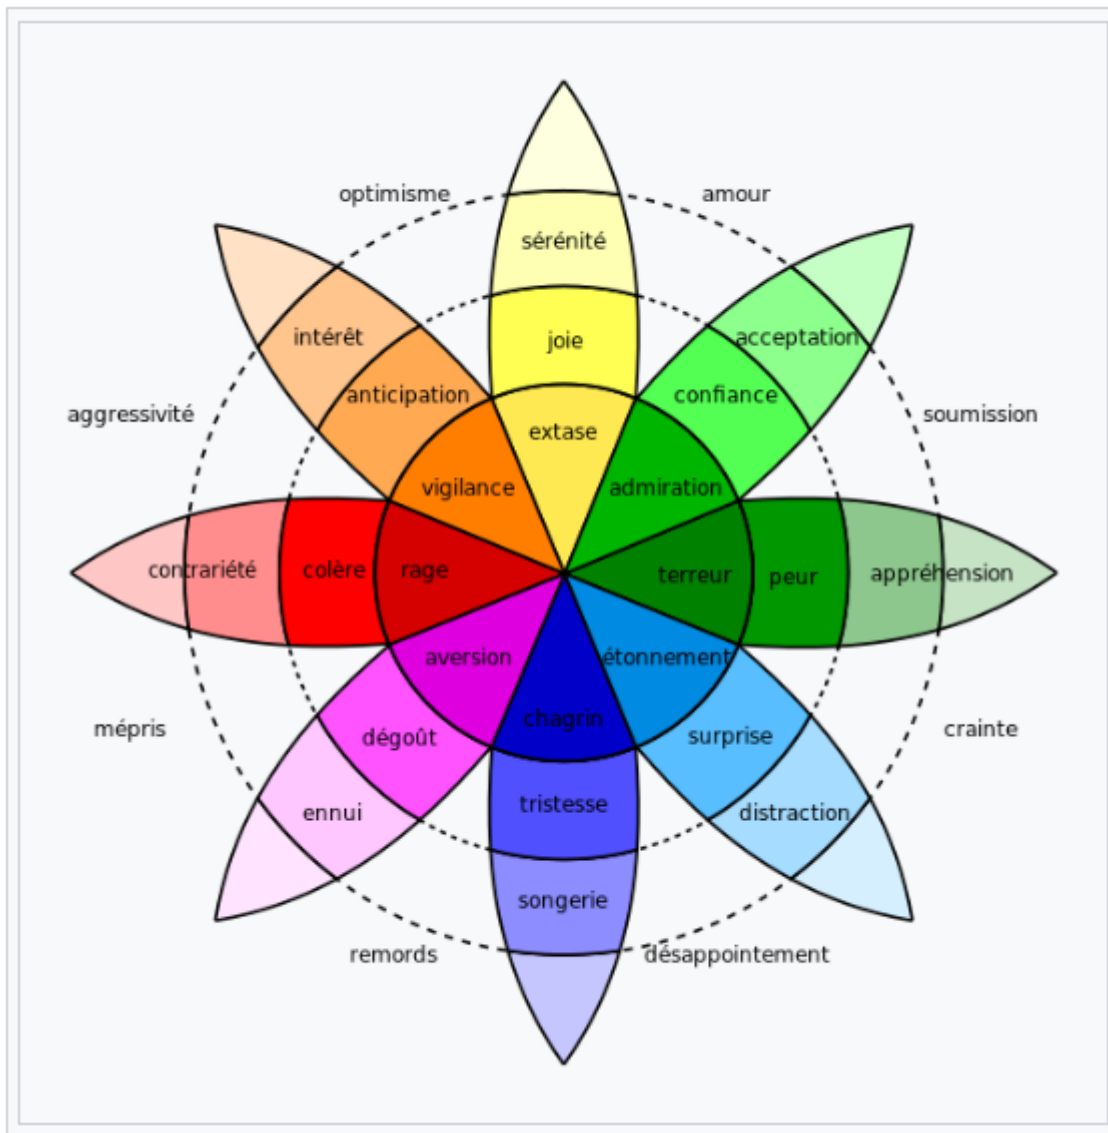 optimisme
amour
sérénité
intérêt
joie
acceptation
anticipation
confiance
aggressivité
soumission
extase
vigilance
admiration
contrariété
colère
rage
terreur
peur
appréhension
aversion
étonnement
chagrin
mépris
dégoût
surprise
crainte
ennui
tristesse
distraction
songerie
remords
désappointement